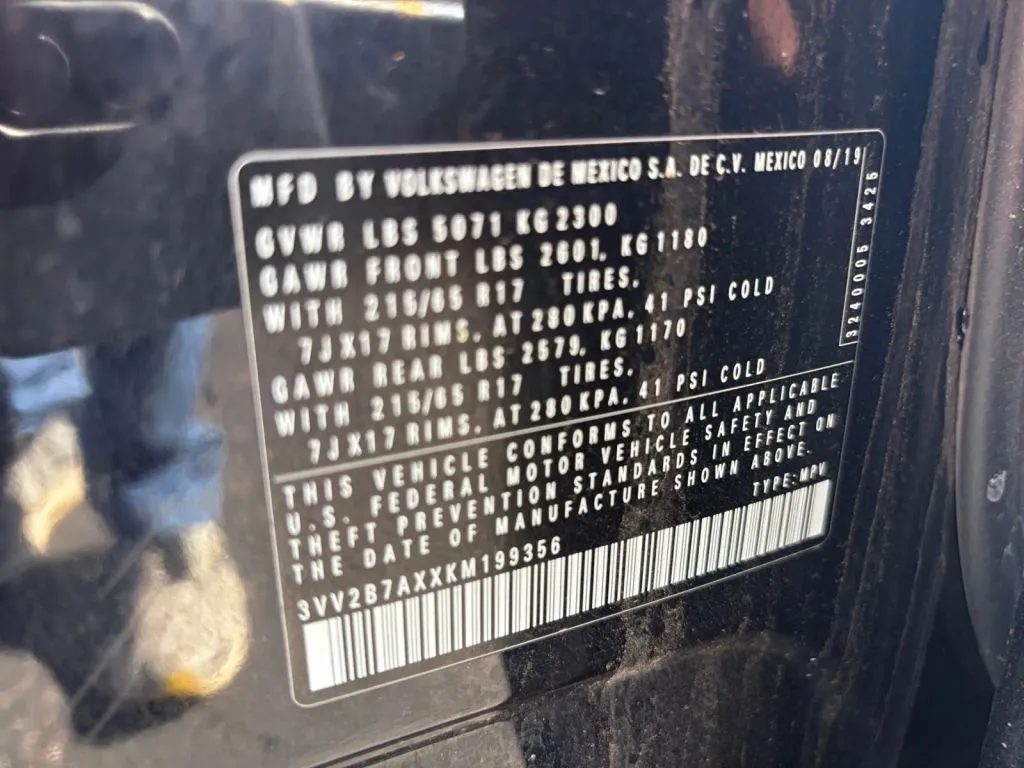 MFD BY VOLKSWAGEN DE MEXICO S.A. DE C.V. MEXICO 08/19
GVWR LBS 5071 KG 2300
GAWR FRONT LBS 2601, KG 1180
WITH 215/65 R17 TIRES,
7JX17 RIMS, AT 280 KPA, 41 PSI COLD
GAWR REAR LBS 2579, KG 1170
WITH 215/65 R17 TIRES,
7JX17 RIMS, AT 280 KPA, 41 PSI COLD
THIS VEHICLE CONFORMS TO ALL APPLICABLE
U.S. FEDERAL MOTOR VEHICLE SAFETY AND
THEFT PREVENTION STANDARDS IN EFFECT ON
THE DATE OF MANUFACTURE SHOWN ABOVE.
TYPE:MPV
3VV2B7AXXKM199356
3240005 3425